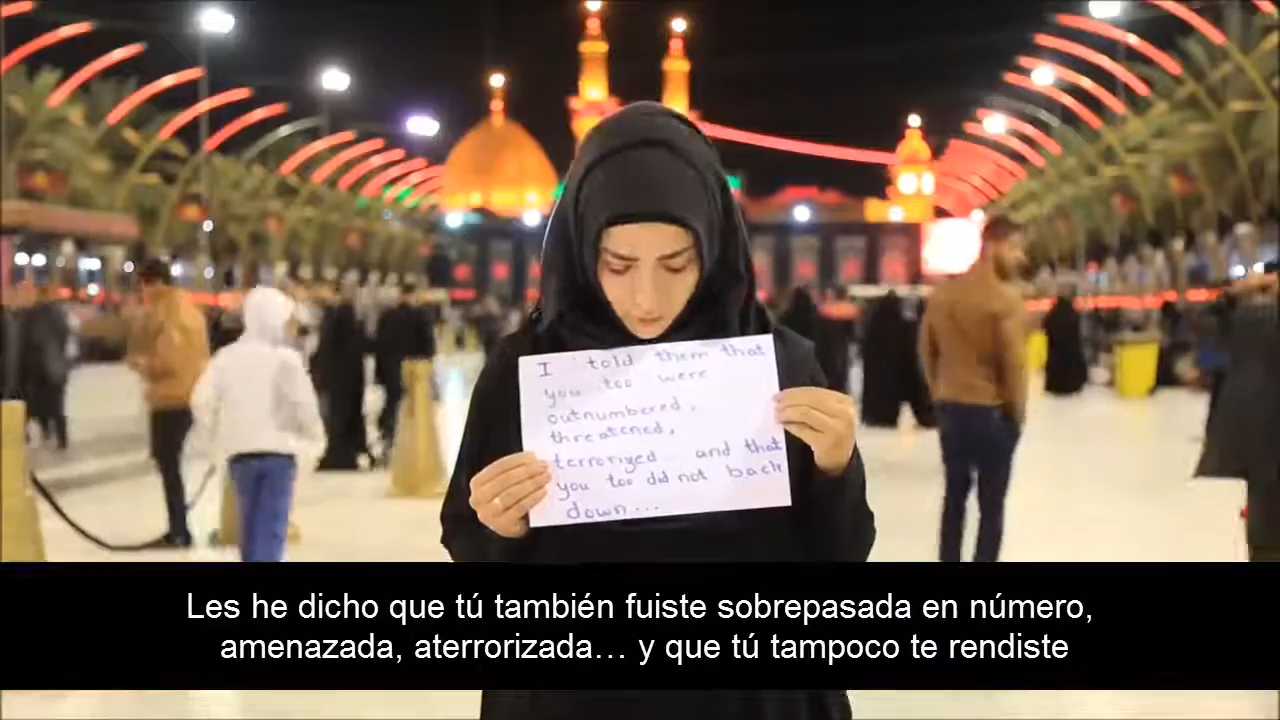 I told them that
you too were
outnumbered,
threatened,
terrorized and that
you too did not back
down...
Les he dicho que tú también fuiste sobrepasada en número,
amenazada, aterrorizada… y que tú tampoco te rendiste